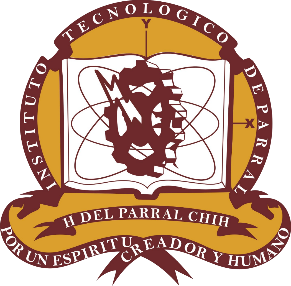 INSTITUTO TECNOLOGICO DE PARRAL
Y
X
H DEL PARRAL CHIH
POR UN ESPIRITU CREADOR Y HUMANO